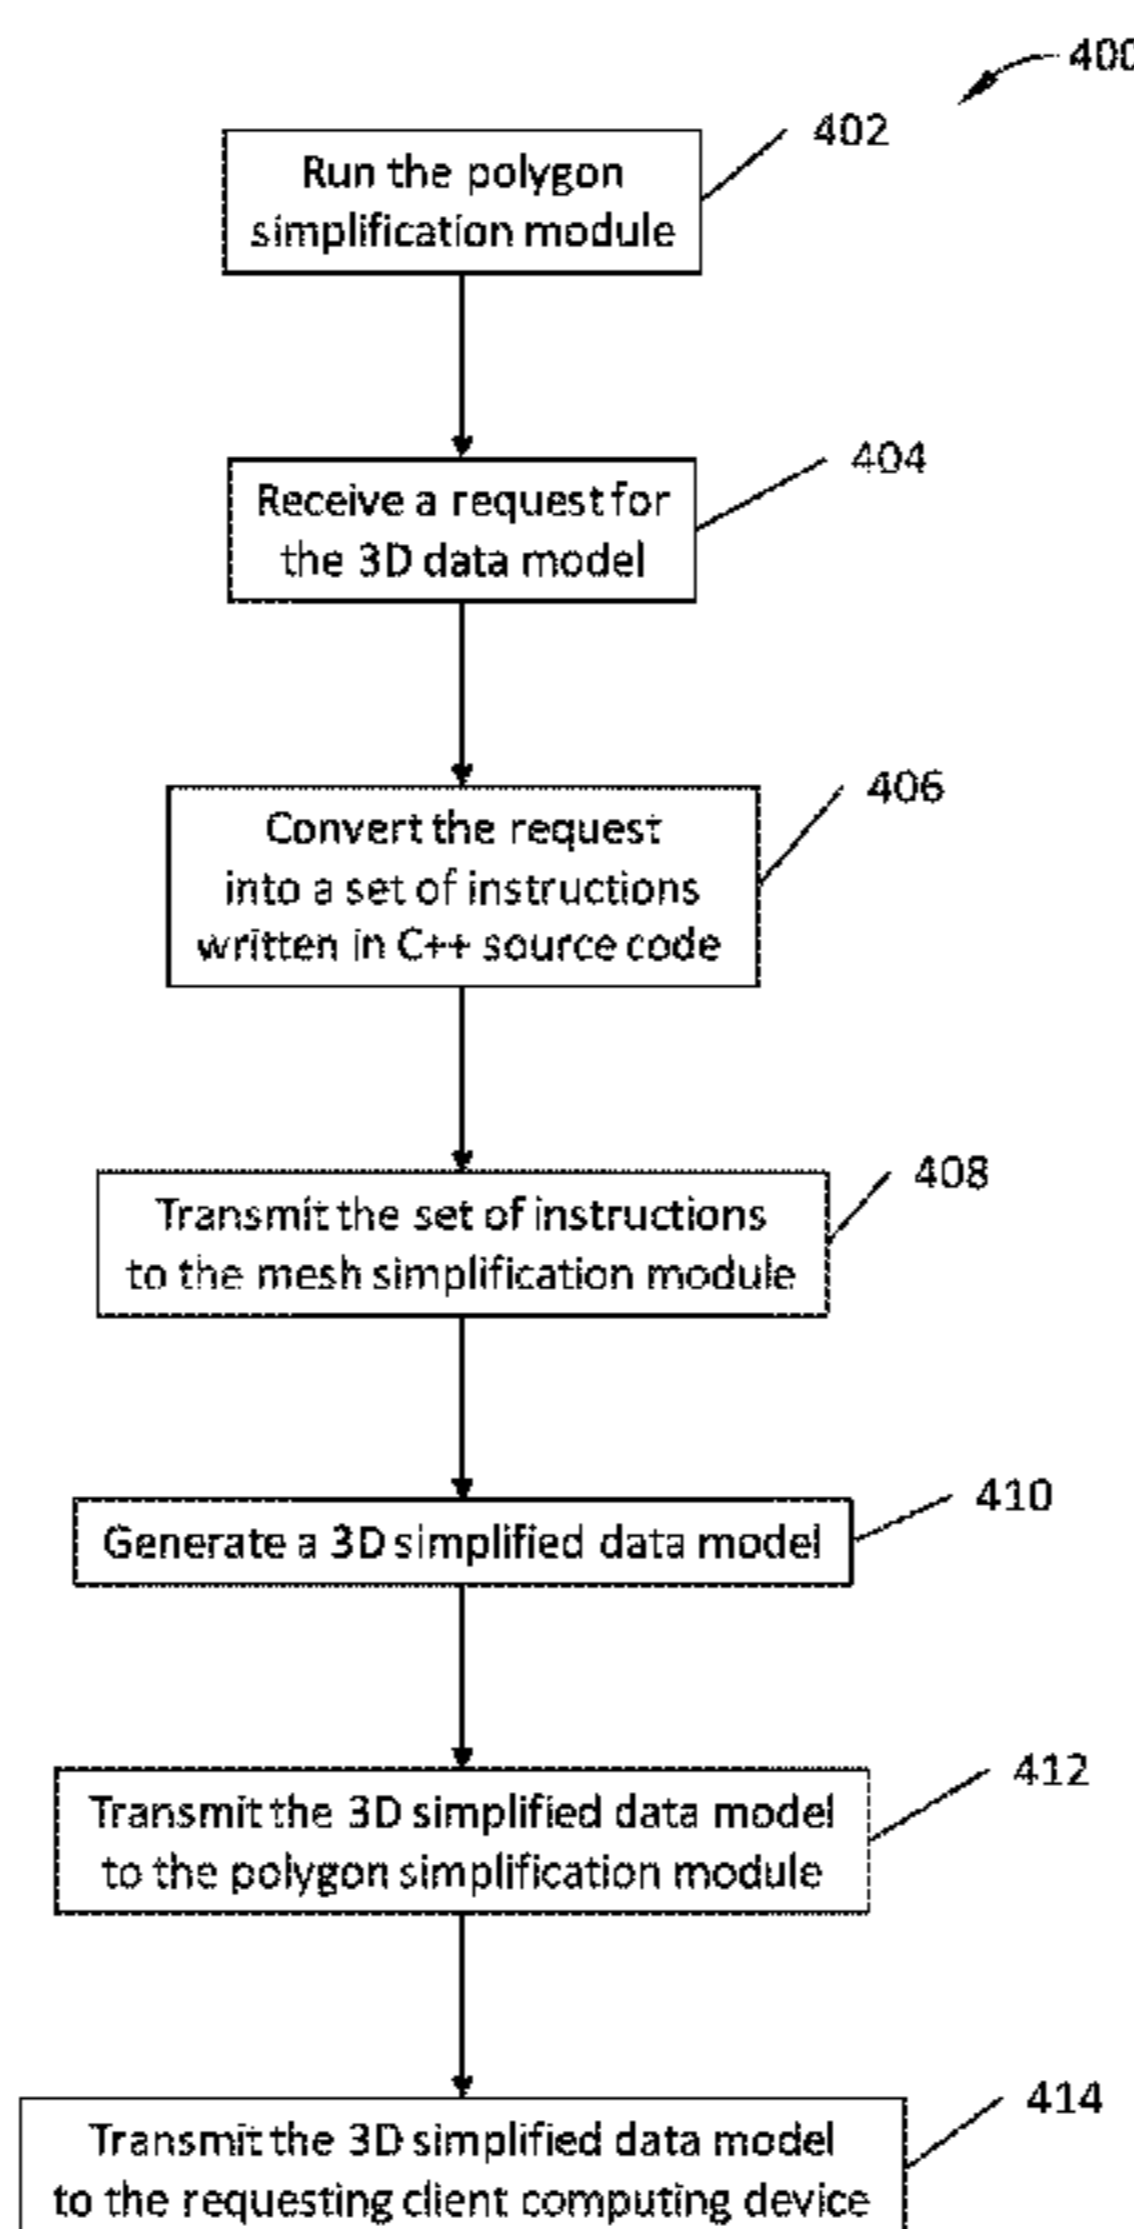 400
402
Run the polygon
simplification module
404
Receive a request for
the 3D data model
406
Convert the request
into a set of instructions
written in C++ source code
408
Transmit the set of instructions
to the mesh simplification module
410
Generate a 3D simplified data model
412
Transmit the 3D simplified data model
to the polygon simplification module
414
Transmit the 3D simplified data model
to the requesting client computing device